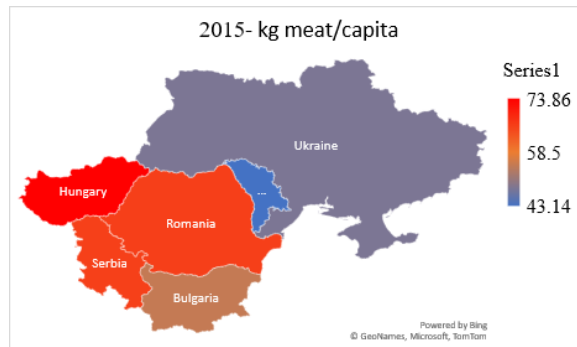 2015- kg meat/capita
Series1
73.86
58.5
43.14
Ukraine
Hungary
...
Romania
Serbia
Bulgaria
Powered by Bing
© GeoNames, Microsoft, TomTom